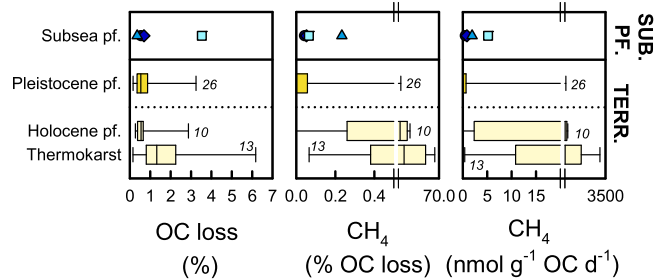 SUB. PF.
TERR.
Subsea pf.
Pleistocene pf.
Holocene pf.
Thermokarst
26
10
13
26
10
13
26
10
13
0 1 2 3 4 5 6 7
0.0 0.2 0.4 70
0 5 10 15 3500
OC loss
(%)
CH4
(% OC loss)
CH4
(nmol g-1 OC d-1)